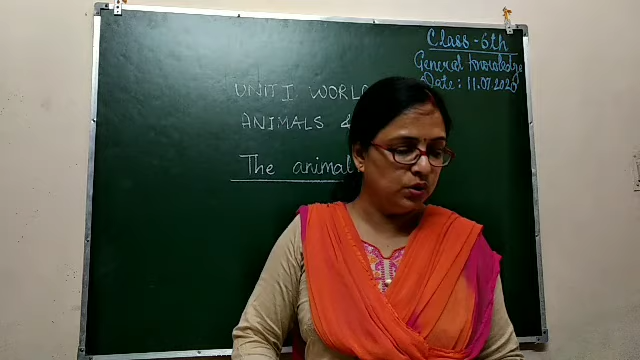 Class-6th
General knowledge
Date: 11.07.2020
UNIT I WORL
ANIMALS &
The animal